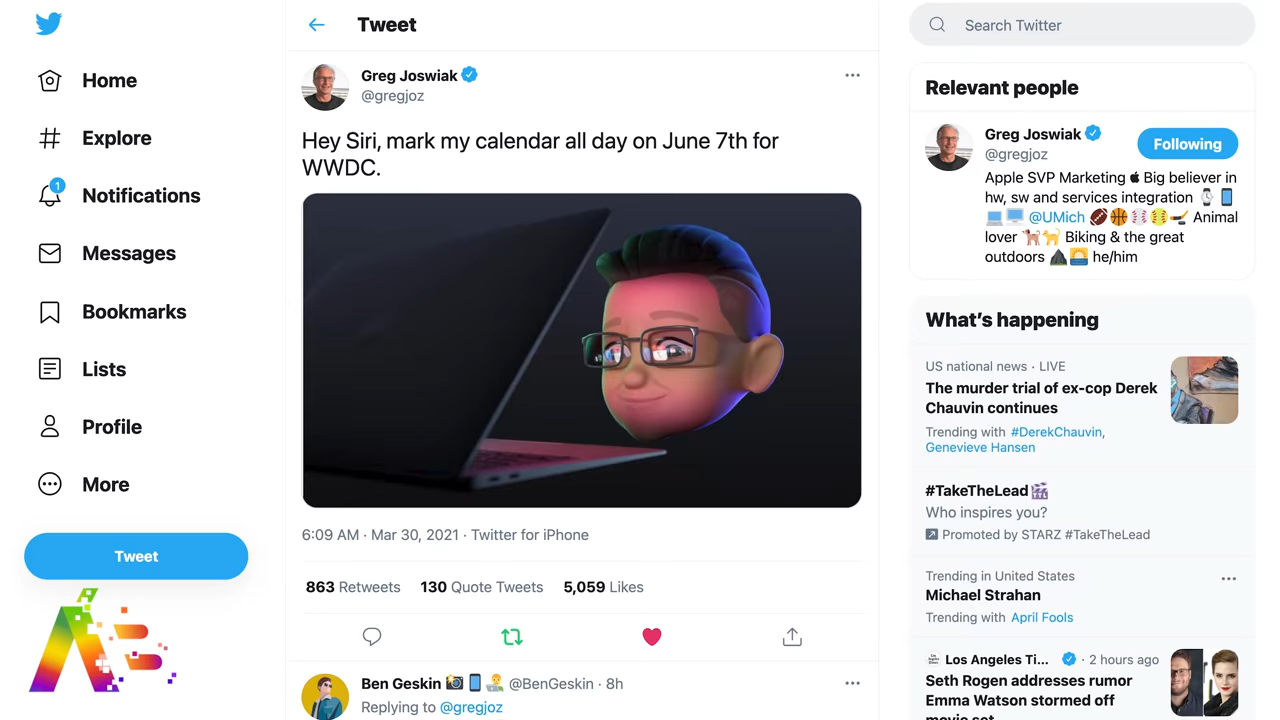 Home
Explore
1
Notifications
Messages
Bookmarks
Lists
Profile
More
Tweet
Tweet
Greg Joswiak
@gregjoz
Hey Siri, mark my calendar all day on June 7th for
WWDC.
6:09 AM · Mar 30, 2021 · Twitter for iPhone
863 Retweets 130 Quote Tweets 5,059 Likes
Ben Geskin 📸📱👨‍💻 @BenGeskin · 8h
Replying to @gregjoz
Search Twitter
Relevant people
Greg Joswiak
@gregjoz
Following
Apple SVP Marketing  Big believer in
hw, sw and services integration ⌚📱
💻🖥 @UMich 🏈🏀⚾🥎🏒 Animal
lover 🐕🐈 Biking & the great
outdoors ⛰🌅 he/him
What's happening
US national news · LIVE
The murder trial of ex-cop Derek
Chauvin continues
Trending with #DerekChauvin,
Genevieve Hansen
#TakeTheLead
Who inspires you?
Promoted by STARZ #TakeTheLead
Trending in United States
Michael Strahan
Trending with April Fools
Los Angeles Ti... · 2 hours ago
Seth Rogen addresses rumor
Emma Watson stormed off
movie set